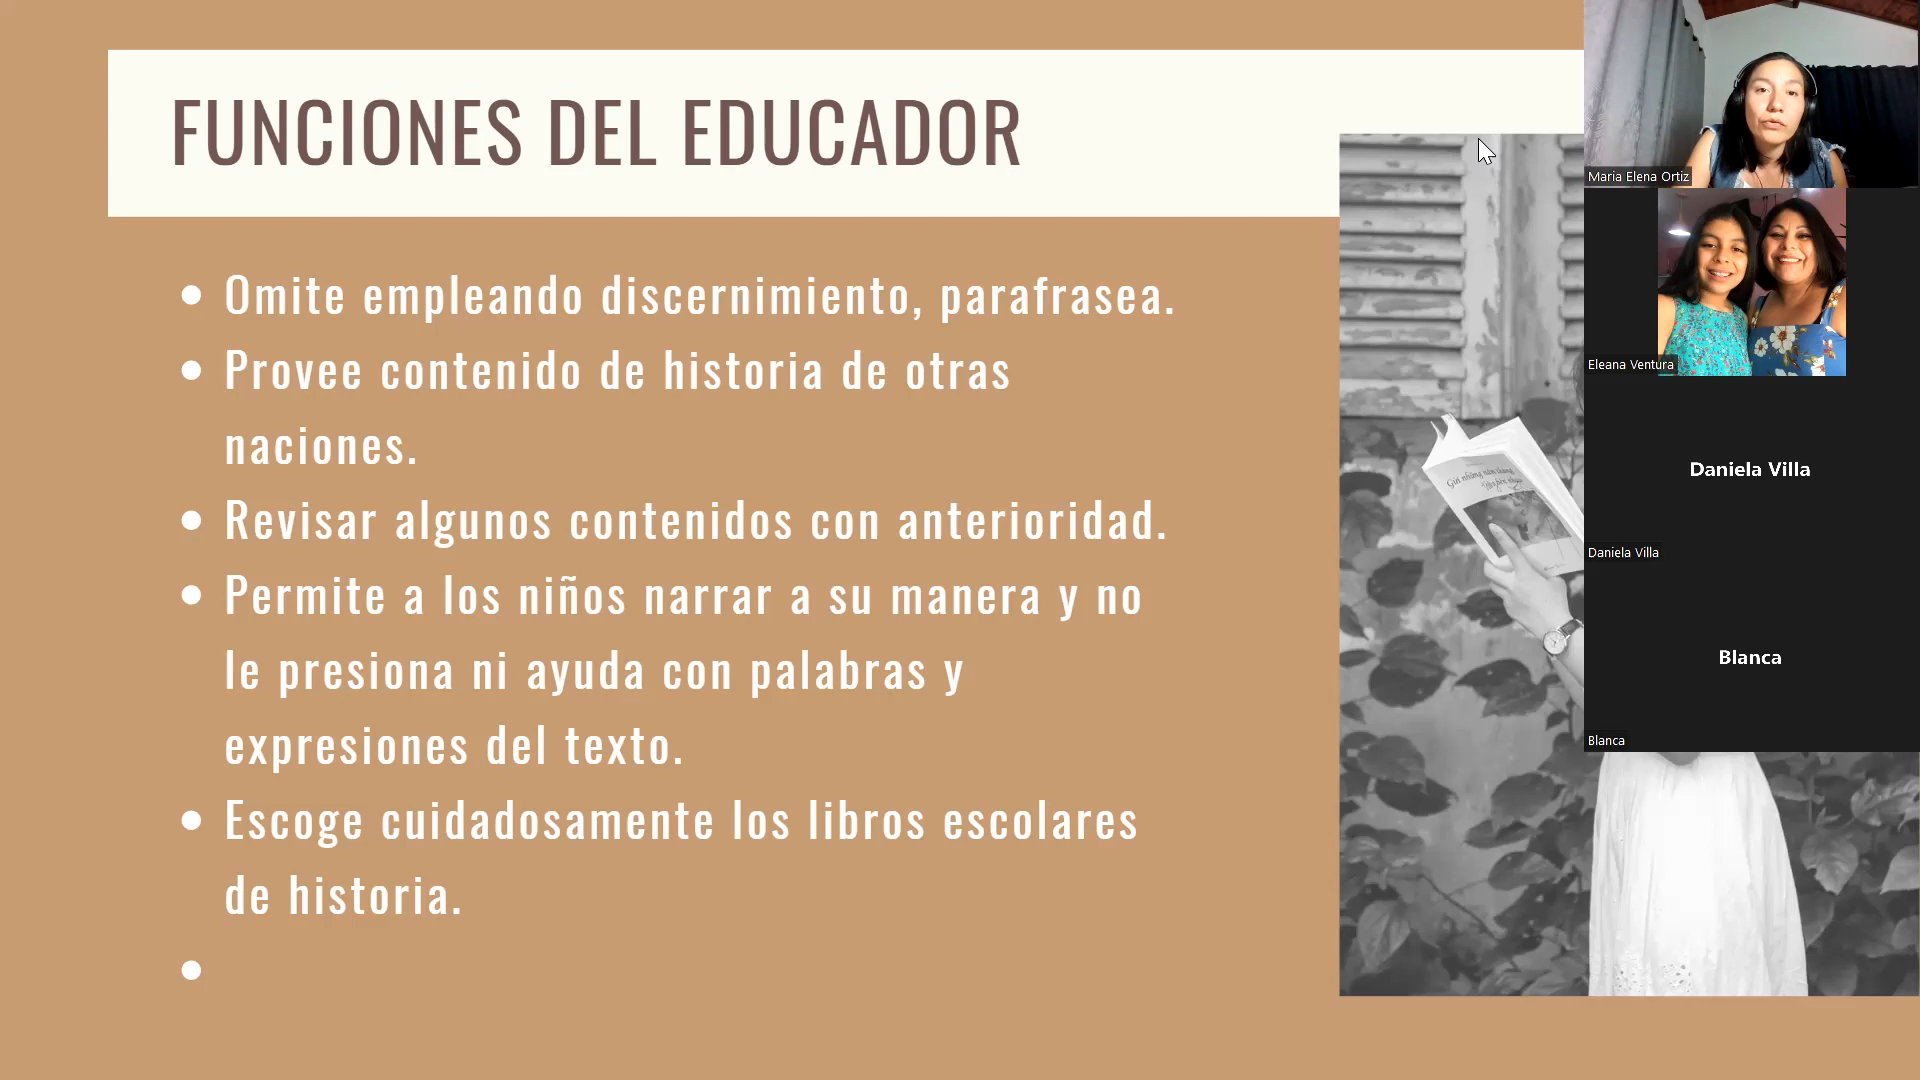 FUNCIONES DEL EDUCADOR
Omite empleando discernimiento, parafrasea.
Provee contenido de historia de otras
naciones.
Revisar algunos contenidos con anterioridad.
Permite a los niños narrar a su manera y no
le presiona ni ayuda con palabras y
expresiones del texto.
Escoge cuidadosamente los libros escolares
de historia.
Maria Elena Ortiz
Eleana Ventura
Daniela Villa
Daniela Villa
Blanca
Blanca